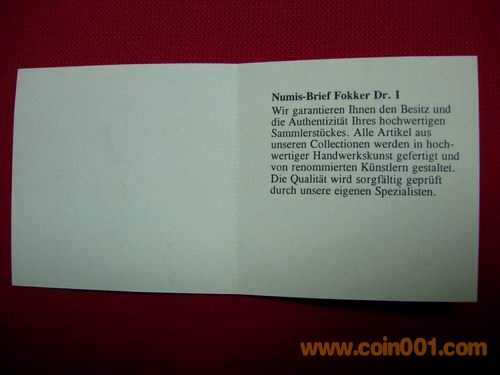 Numis-Brief Fokker Dr. I
Wir garantieren Ihnen den Besitz und
die Authentizität Ihres hochwertigen
Sammlerstückes. Alle Artikel aus
unseren Collectionen werden in hoch-
wertiger Handwerkskunst gefertigt und
von renommierten Künstlern gestaltet.
Die Qualität wird sorgfältig geprüft
durch unsere eigenen Spezialisten.
www.coin001.com